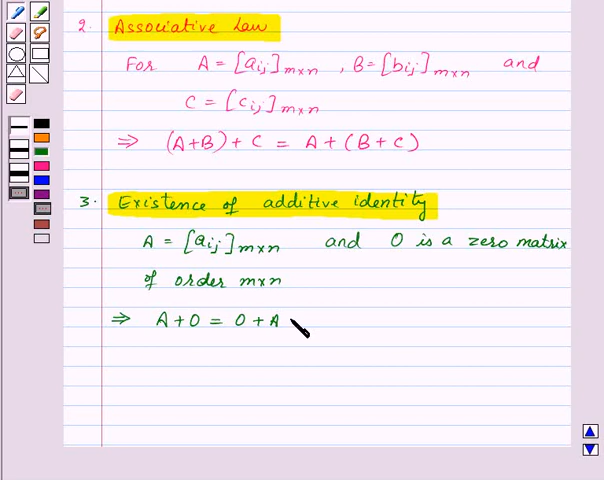 2. Associative Law
For A = [aij]m×n , B = [bij]m×n and
C = [cij]m×n
⇒ (A+B) + C = A + (B + C)
3. Existence of additive identity
A = [aij]m×n and O is a zero matrix
of order m×n
⇒ A + O = O + A